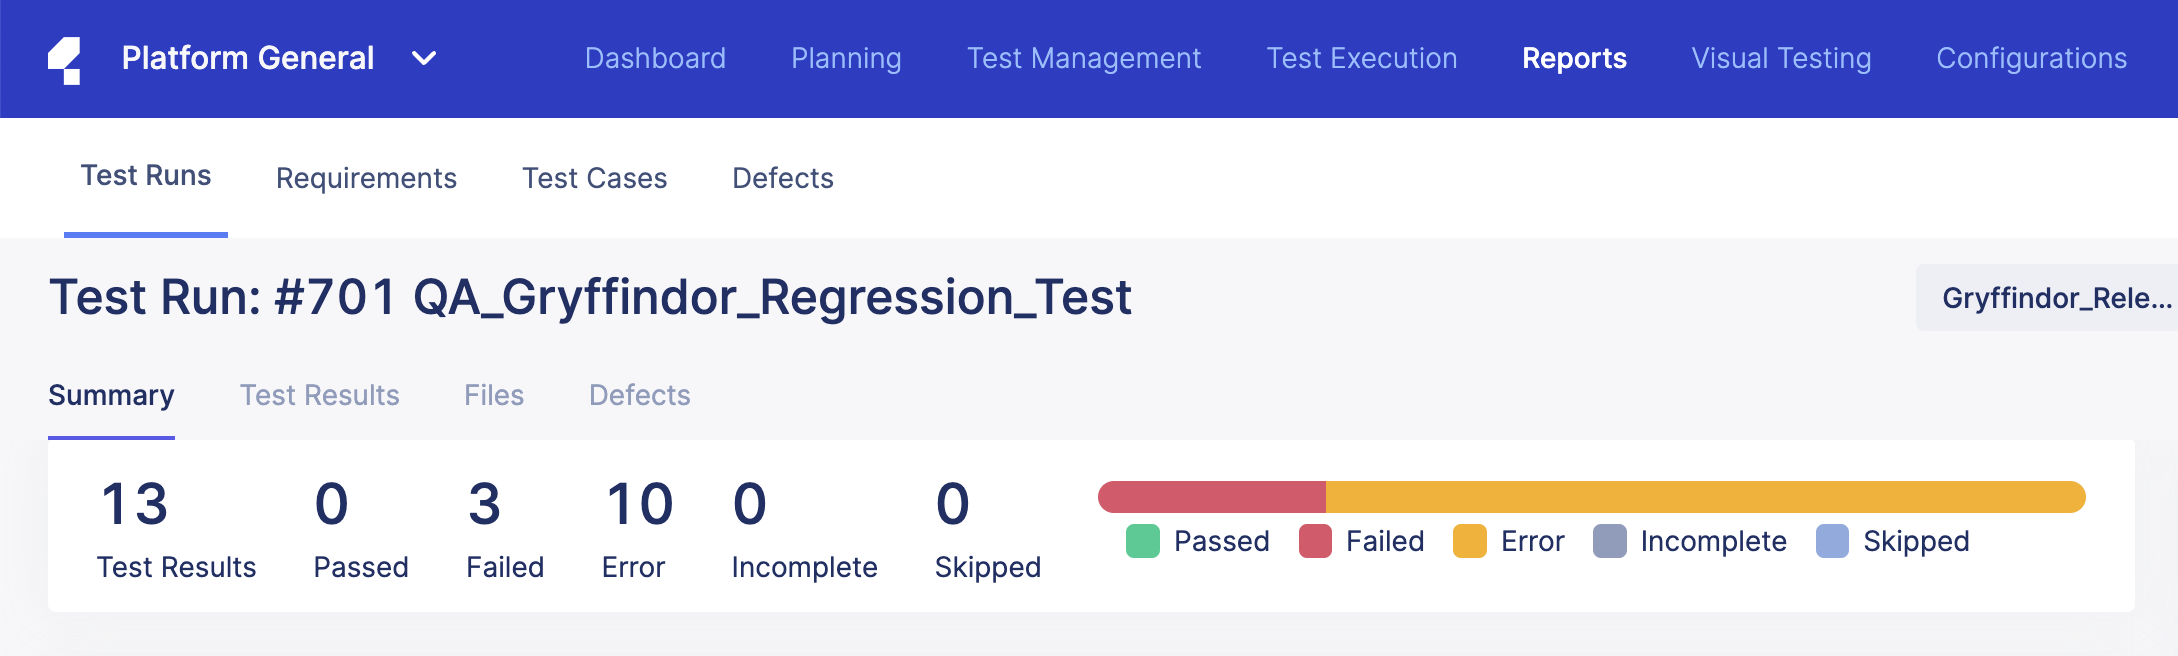 Platform General Dashboard Planning Test Management Test Execution Reports Visual Testing Configurations
Test Runs Requirements Test Cases Defects
Test Run: #701 QA_Gryffindor_Regression_Test Gryffindor_Rele...
Summary Test Results Files Defects
13 0 3 10 0 0
Test Results Passed Failed Error Incomplete Skipped
Passed Failed Error Incomplete Skipped